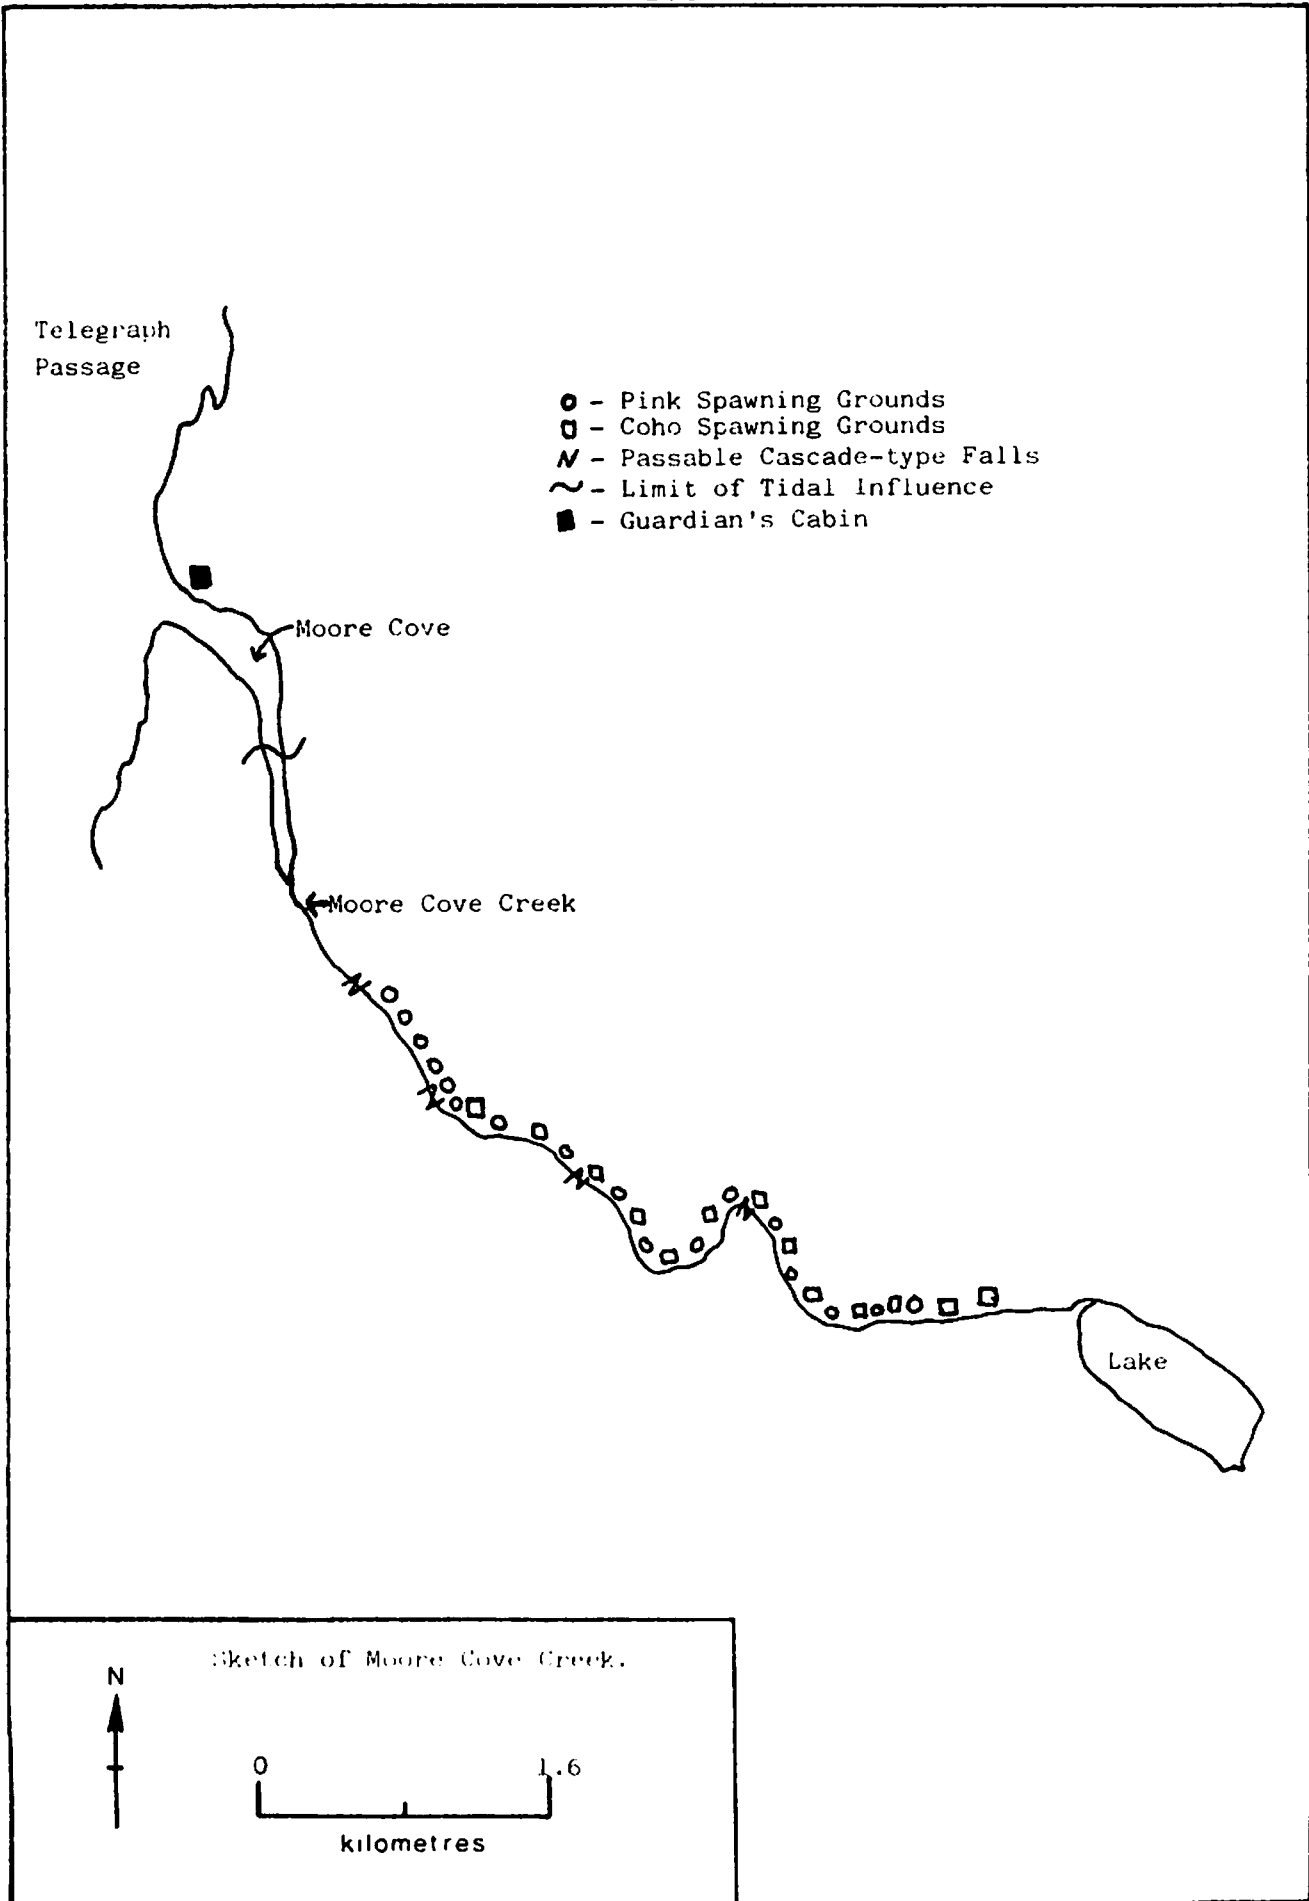 Telegraph
Passage
O - Pink Spawning Grounds
□ - Coho Spawning Grounds
N - Passable Cascade-type Falls
~ - Limit of Tidal Influence
■ - Guardian's Cabin
Moore Cove
Moore Cove Creek
Lake
Sketch of Moore Cove Creek.
N
0 1.6
kilometres